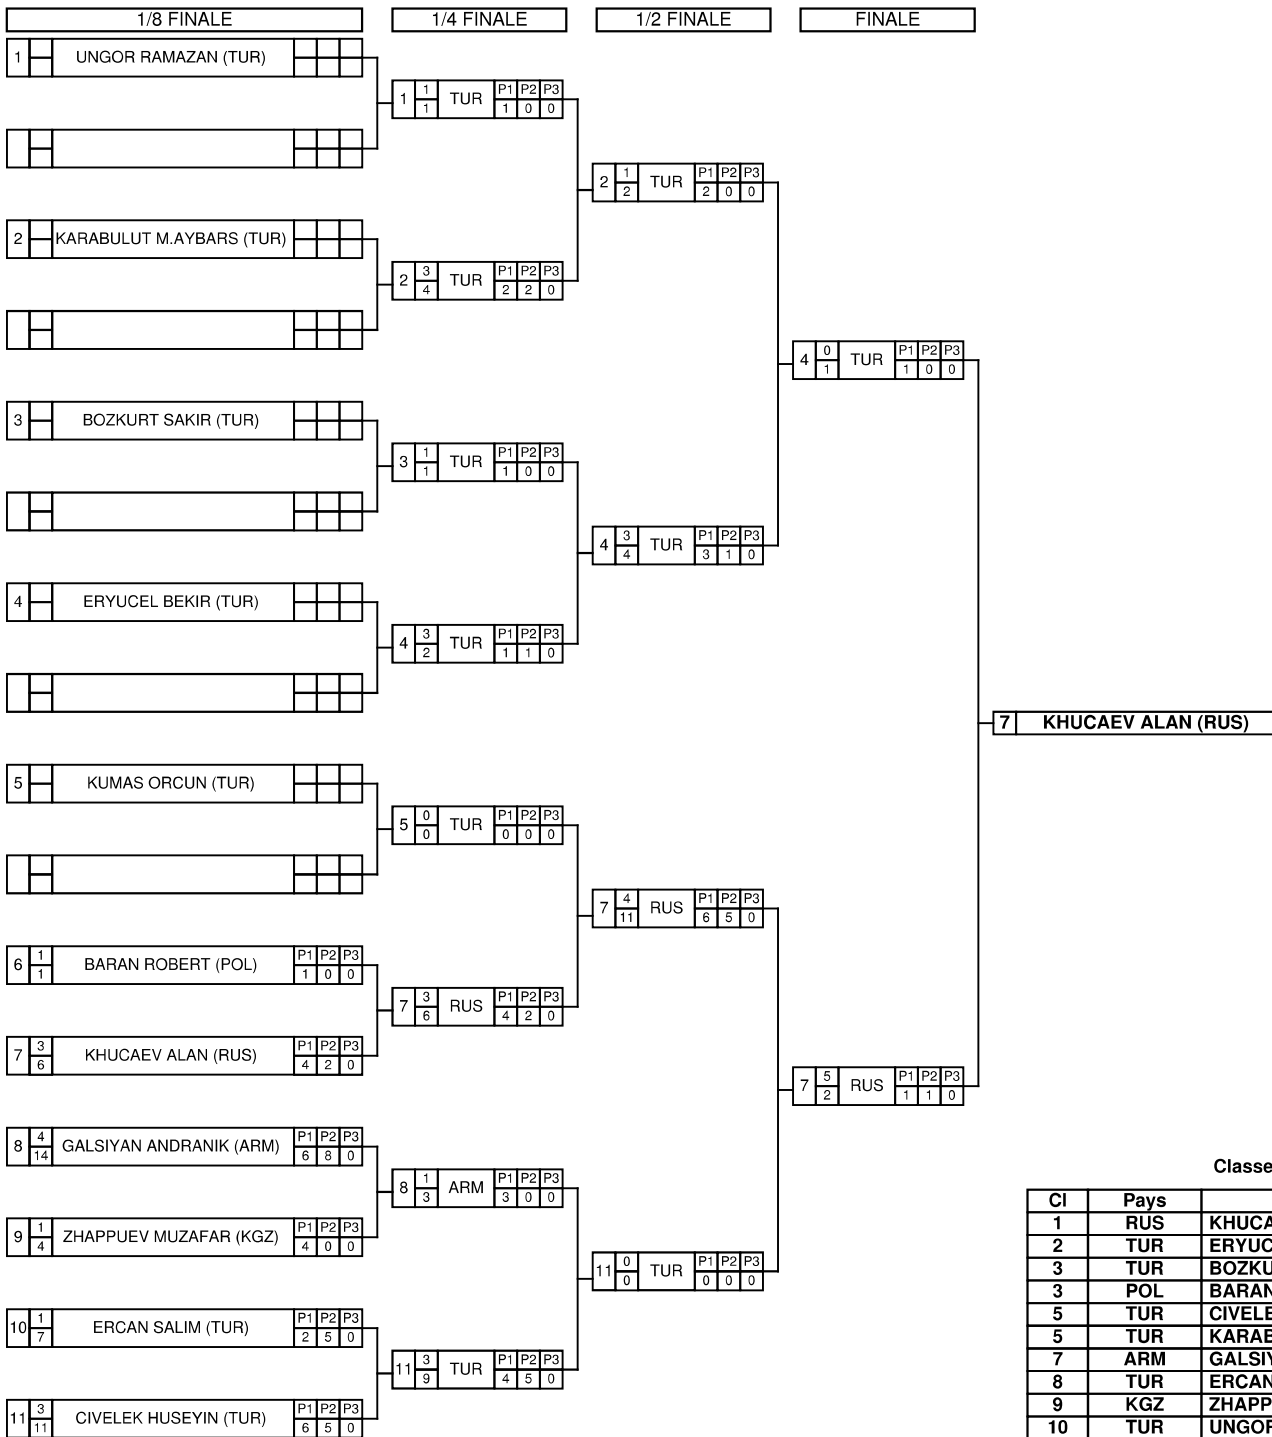 1/8 FINALE 1/4 FINALE 1/2 FINALE FINALE
1 UNGOR RAMAZAN (TUR)
1 1 1 TUR P1 P2 P3 1 0 0
2 1 2 TUR P1 P2 P3 2 0 0
2 KARABULUT M.AYBARS (TUR)
2 3 4 TUR P1 P2 P3 2 2 0
4 0 1 TUR P1 P2 P3 1 0 0
3 BOZKURT SAKIR (TUR)
3 1 1 TUR P1 P2 P3 1 0 0
4 3 4 TUR P1 P2 P3 3 1 0
4 ERYUCEL BEKIR (TUR)
4 3 2 TUR P1 P2 P3 1 1 0
7 KHUCAEV ALAN (RUS)
5 KUMAS ORCUN (TUR)
5 0 0 TUR P1 P2 P3 0 0 0
7 4 11 RUS P1 P2 P3 6 5 0
6 1 1 BARAN ROBERT (POL) P1 P2 P3 1 0 0
7 3 6 RUS P1 P2 P3 4 2 0
7 3 6 KHUCAEV ALAN (RUS) P1 P2 P3 4 2 0
7 5 2 RUS P1 P2 P3 1 1 0
8 4 14 GALSIYAN ANDRANIK (ARM) P1 P2 P3 6 8 0
8 1 3 ARM P1 P2 P3 3 0 0
9 1 4 ZHAPPUEV MUZAFAR (KGZ) P1 P2 P3 4 0 0
11 0 0 TUR P1 P2 P3 0 0 0
10 1 7 ERCAN SALIM (TUR) P1 P2 P3 2 5 0
11 3 9 TUR P1 P2 P3 4 5 0
11 3 11 CIVELEK HUSEYIN (TUR) P1 P2 P3 6 5 0
Classe
Cl Pays
1 RUS KHUCA
2 TUR ERYUC
3 TUR BOZKU
3 POL BARAN
5 TUR CIVELE
5 TUR KARAB
7 ARM GALSIY
8 TUR ERCAN
9 KGZ ZHAPP
10 TUR UNGOR